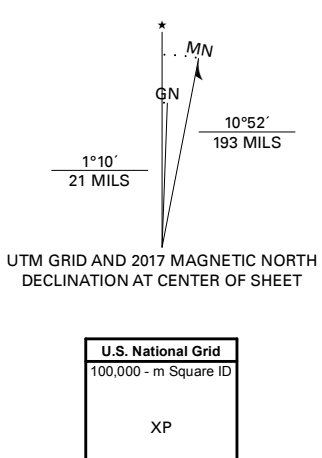 ★
MN
GN
10°52´
193 MILS
1°10´
21 MILS
UTM GRID AND 2017 MAGNETIC NORTH
DECLINATION AT CENTER OF SHEET
U.S. National Grid
100,000 - m Square ID
XP